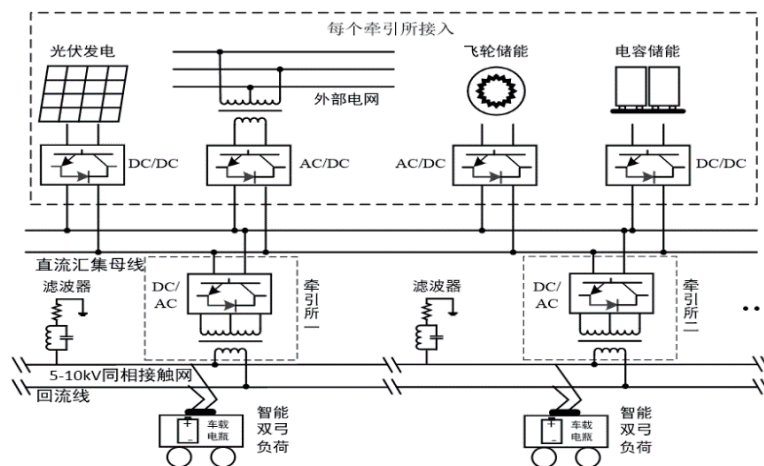 每个牵引所接入
光伏发电
飞轮储能
电容储能
外部电网
DC/DC
AC/DC
AC/DC
DC/DC
直流汇集母线
滤波器
DC/
AC
牵引所一
滤波器
DC/
AC
牵引所二
5-10kV同相接触网
回流线
车载
电瓶
智能
双弓
负荷
车载
电瓶
智能
双弓
负荷